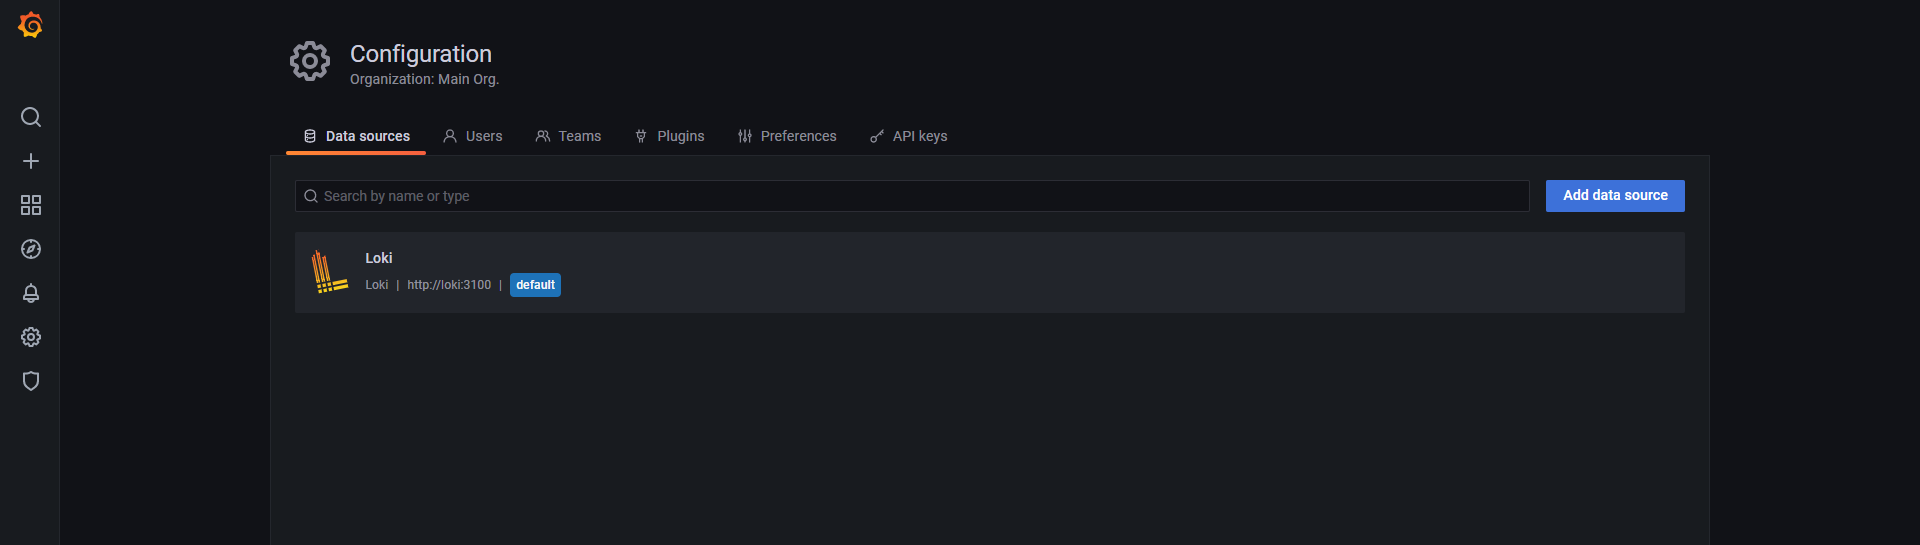 Configuration
Organization: Main Org.
Data sources Users Teams Plugins Preferences API keys
Search by name or type Add data source
Loki
Loki | http://loki:3100 | default